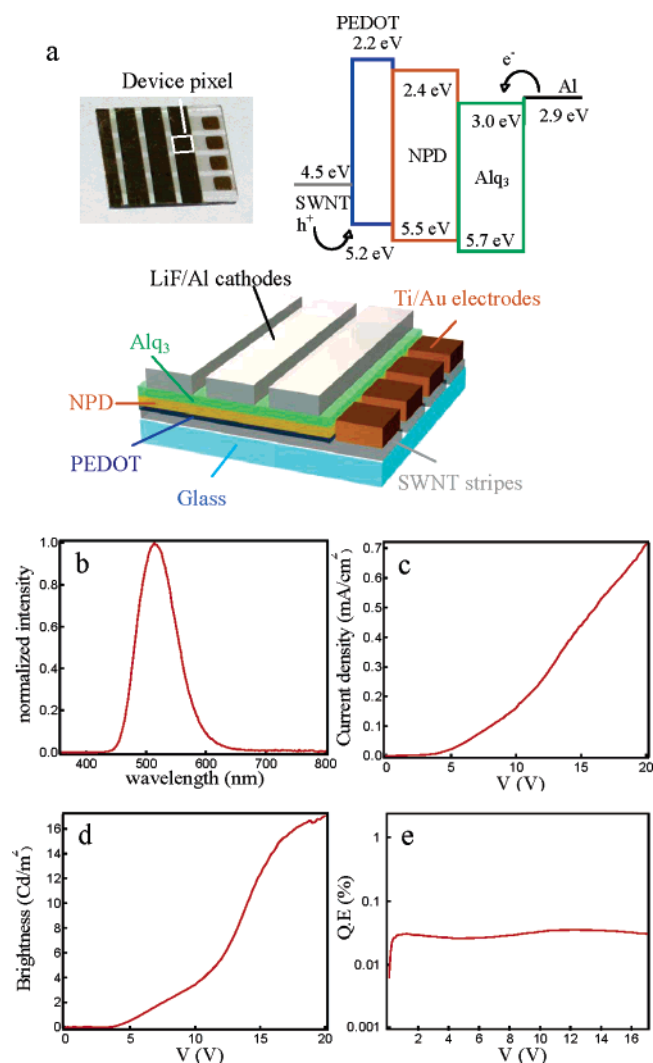 a
Device pixel
PEDOT
2.2 eV
e-
Al
2.4 eV
3.0 eV
2.9 eV
NPD
Alq3
4.5 eV
SWNT
h+
5.5 eV
5.2 eV
5.7 eV
LiF/Al cathodes
Ti/Au electrodes
Alq3
NPD
PEDOT
SWNT stripes
Glass
b
normalized intensity
1.0
0.8
0.6
0.4
0.2
0.0
400 500 600 700 800
wavelength (nm)
c
Current density (mA/cm2)
0.7
0.6
0.5
0.4
0.3
0.2
0.1
0.0
0 5 10 15 20
V (V)
d
Brightness (Cd/m2)
16
14
12
10
8
6
4
2
0
0 5 10 15 20
V (V)
e
Q.E (%)
1
0.1
0.01
0.001
2 4 6 8 10 12 14 16
V (V)